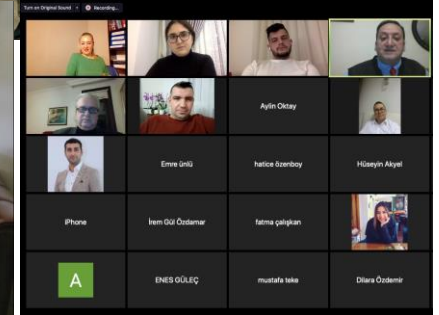 Turn on Original Sound
Recording...
Aylin Oktay
Emre ünlü
hatice özenboy
Hüseyin Akyel
iPhone
İrem Gül Özdamar
fatma çalışkan
A
ENES GÜLEÇ
mustafa teke
Dilara Özdemir